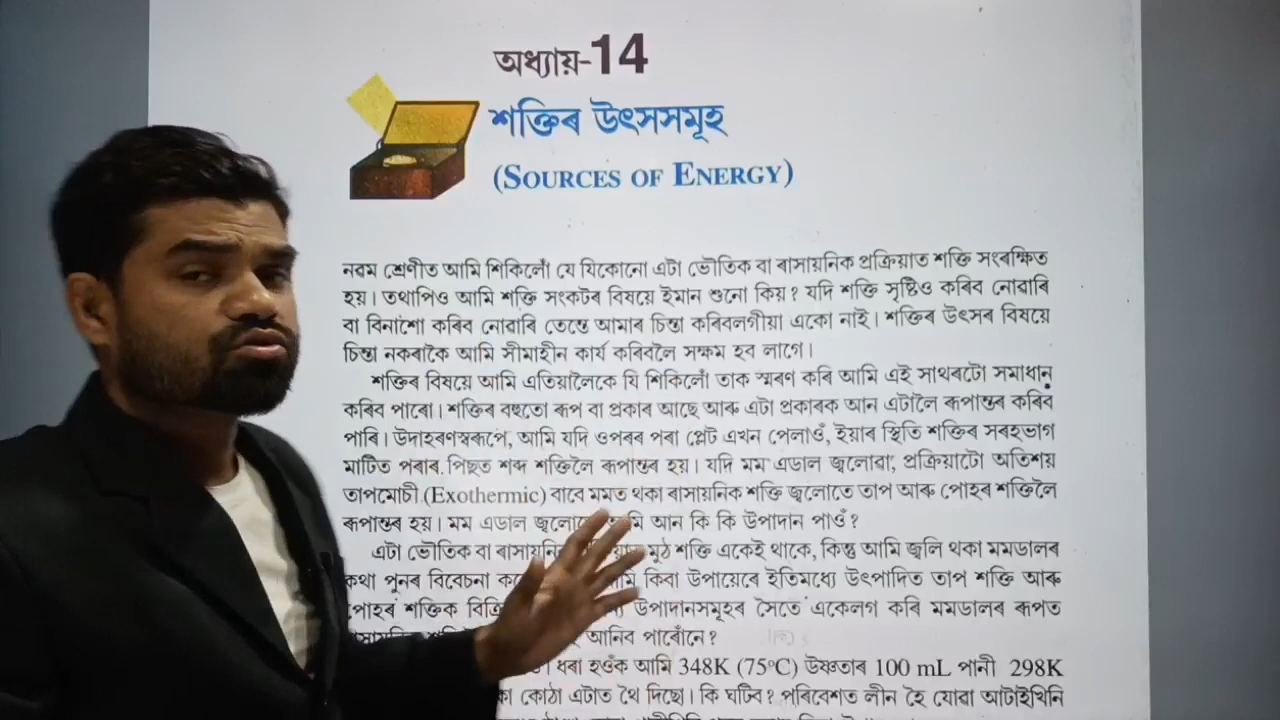 অধ্যায়-14
শক্তিৰ উৎসসমূহ
(SOURCES OF ENERGY)
নৱম শ্ৰেণীত আমি শিকিলোঁ যে যিকোনো এটা ভৌতিক বা ৰাসায়নিক প্ৰক্ৰিয়াত শক্তি সংৰক্ষিত
হয়। তথাপিও আমি শক্তি সংকটৰ বিষয়ে ইমান শুনো কিয়? যদি শক্তি সৃষ্টিও কৰিব নোৱাৰি
বা বিনাশো কৰিব নোৱাৰি তেন্তে আমাৰ চিন্তা কৰিবলগীয়া একো নাই। শক্তিৰ উৎসৰ বিষয়ে
চিন্তা নকৰাকৈ আমি সীমাহীন কাৰ্য কৰিবলৈ সক্ষম হব লাগে।
শক্তিৰ বিষয়ে আমি এতিয়ালৈকে যি শিকিলোঁ তাক স্মৰণ কৰি আমি এই সাথৰটো সমাধান
কৰিব পাৰো। শক্তিৰ বহুতো ৰূপ বা প্ৰকাৰ আছে আৰু এটা প্ৰকাৰক আন এটালৈ ৰূপান্তৰ কৰিব
পাৰি। উদাহৰণস্বৰূপে, আমি যদি ওপৰৰ পৰা প্লেট এখন পেলাওঁ, ইয়াৰ স্থিতি শক্তিৰ সৰহভাগ
মাটিত পৰাৰ পিছত শব্দ শক্তিলৈ ৰূপান্তৰ হয়। যদি মম এডাল জ্বলোৱা, প্ৰক্ৰিয়াটো অতিশয়
তাপমোচী (Exothermic) বাবে মমত থকা ৰাসায়নিক শক্তি জ্বলোতে তাপ আৰু পোহৰ শক্তিলৈ
ৰূপান্তৰ হয়। মম এডাল আমি আন কি কি উপাদান পাওঁ?
এটা ভৌতিক বা মুঠ শক্তি একেই থাকে, কিন্তু আমি জ্বলি থকা মমডালৰ
কথা পুনৰ বিবেচনা আমি কিবা উপায়েৰে ইতিমধ্যে উৎপাদিত তাপ শক্তি আৰু
পোহৰ শক্তিক উপাদানসমূহৰ সৈতে একেলগ কৰি মমডালৰ ৰূপত
আনিব পাৰোঁনে?
ধৰা হওঁক আমি 348K (75°C) উষ্ণতাৰ 100 mL পানী 298K
কোঠা এটাত থৈ দিছো। কি ঘটিব? পৰিবেশত লীন হৈ যোৱা আটাইখিনি